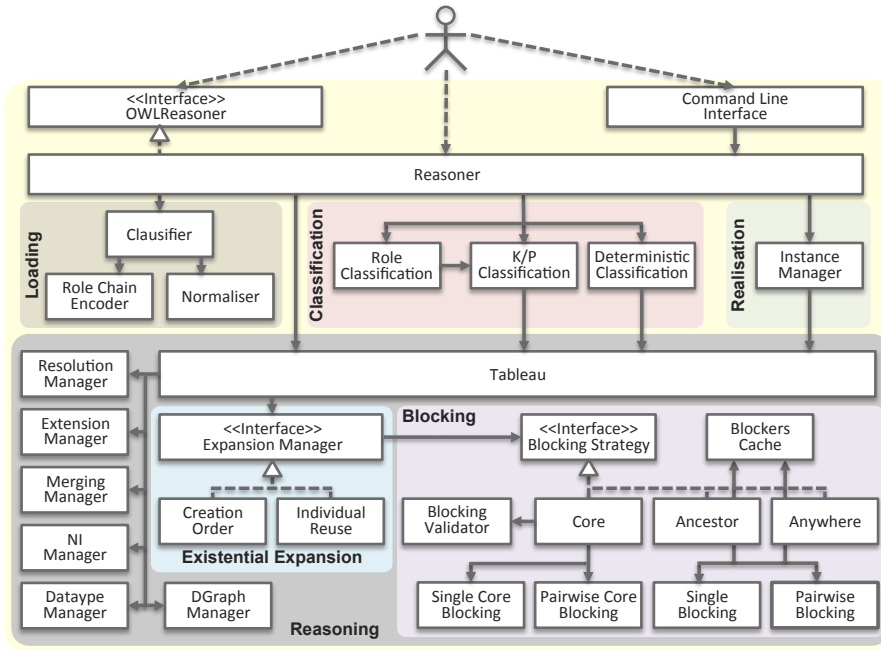 <<Interface>>
OWLReasoner
Command Line
Interface
Reasoner
Loading
Clausifier
Role Chain
Encoder
Normaliser
Classification
Role
Classification
K/P
Classification
Deterministic
Classification
Realisation
Instance
Manager
Tableau
Resolution
Manager
Extension
Manager
Merging
Manager
NI
Manager
Dataype
Manager
DGraph
Manager
<<Interface>>
Expansion Manager
Creation
Order
Individual
Reuse
Existential Expansion
Blocking
<<Interface>>
Blocking Strategy
Blockers
Cache
Blocking
Validator
Core
Ancestor
Anywhere
Single Core
Blocking
Pairwise Core
Blocking
Single
Blocking
Pairwise
Blocking
Reasoning